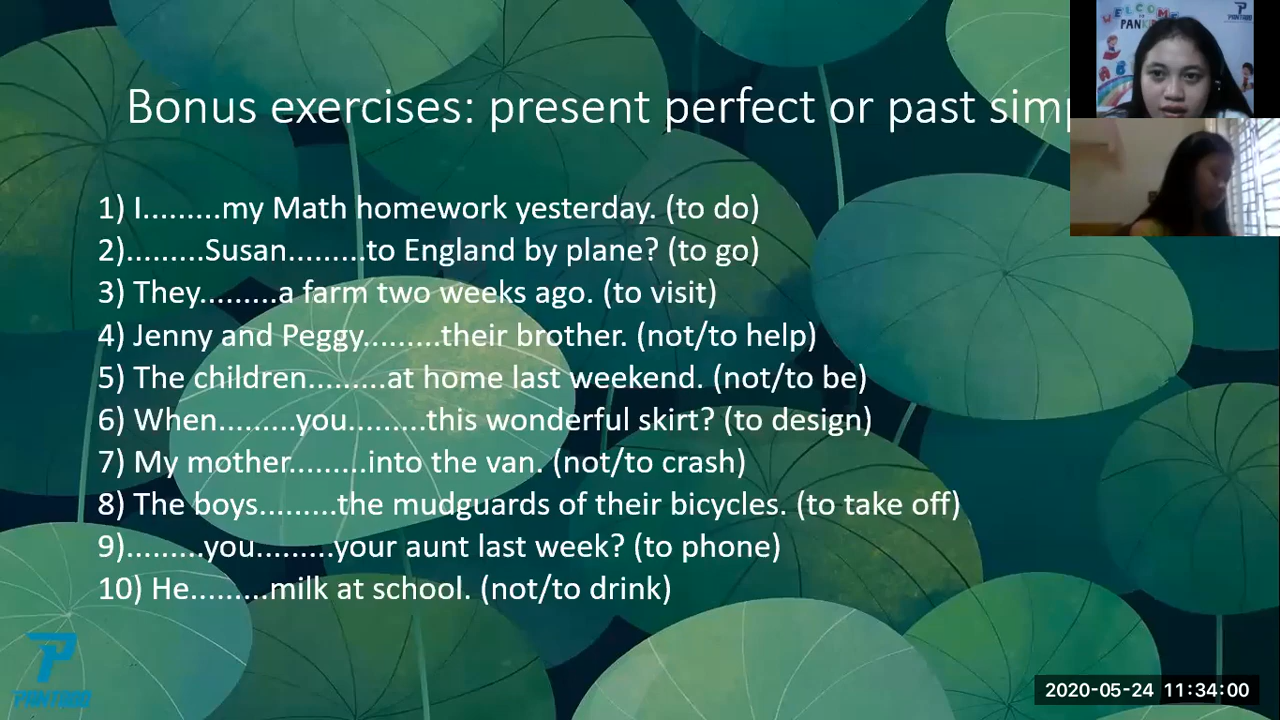 Bonus exercises: present perfect or past
1) I.........my Math homework yesterday. (to do)
2).........Susan.........to England by plane? (to go)
3) They.........a farm two weeks ago. (to visit)
4) Jenny and Peggy.........their brother. (not/to help)
5) The children.........at home last weekend. (not/to be)
6) When.........you.........this wonderful skirt? (to design)
7) My mother.........into the van. (not/to crash)
8) The boys.........the mudguards of their bicycles. (to take off)
9).........you.........your aunt last week? (to phone)
10) He.........milk at school. (not/to drink)
WELCOME
2020-05-24 11:34:00